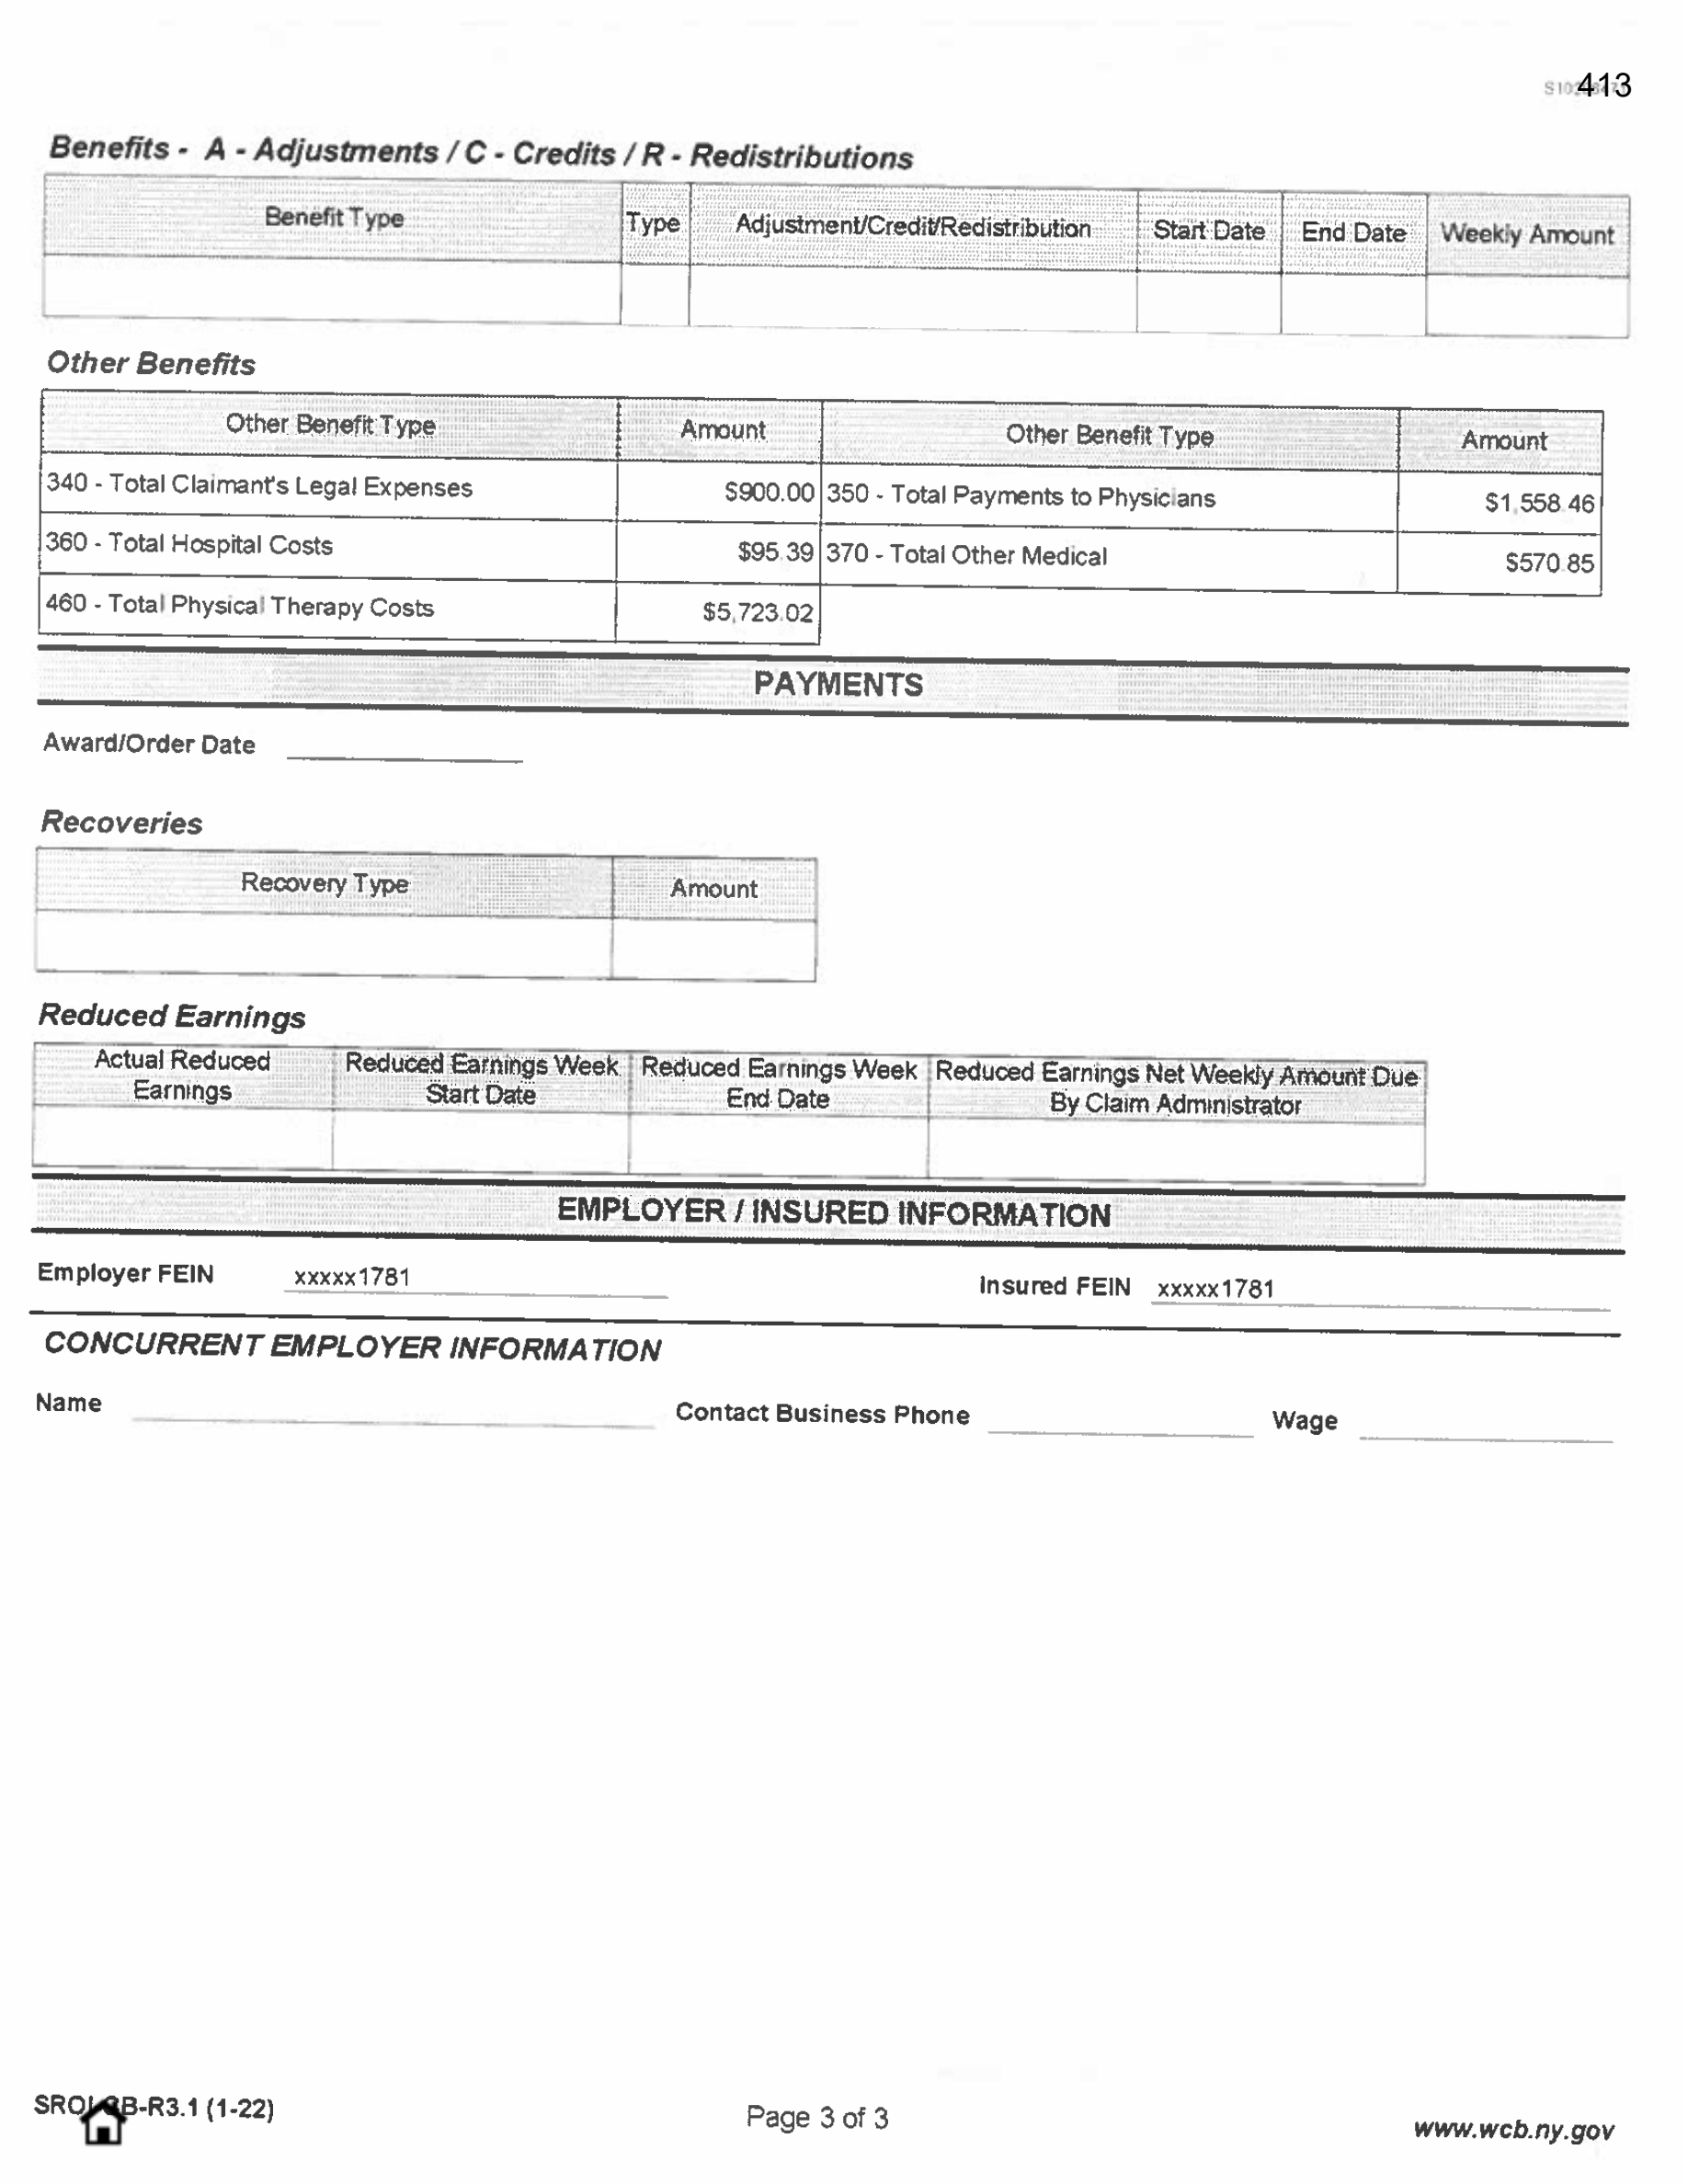 413
Benefits - A - Adjustments / C - Credits / R - Redistributions
Benefit Type Type Adjustment/Credit/Redistribution Start Date End Date Weekly Amount
Other Benefits
Other Benefit Type Amount Other Benefit Type Amount
340 - Total Claimant's Legal Expenses $900.00 350 - Total Payments to Physicians $1,558.46
360 - Total Hospital Costs $95.39 370 - Total Other Medical $570.85
460 - Total Physical Therapy Costs $5,723.02
PAYMENTS
Award/Order Date
Recoveries
Recovery Type Amount
Reduced Earnings
Actual Reduced Reduced Earnings Week Reduced Earnings Week Reduced Earnings Net Weekly Amount Due
Earnings Start Date End Date By Claim Administrator
EMPLOYER / INSURED INFORMATION
Employer FEIN xxxxx1781 Insured FEIN xxxxx1781
CONCURRENT EMPLOYER INFORMATION
Name Contact Business Phone Wage
B-R3.1 (1-22) Page 3 of 3 www.wcb.ny.gov